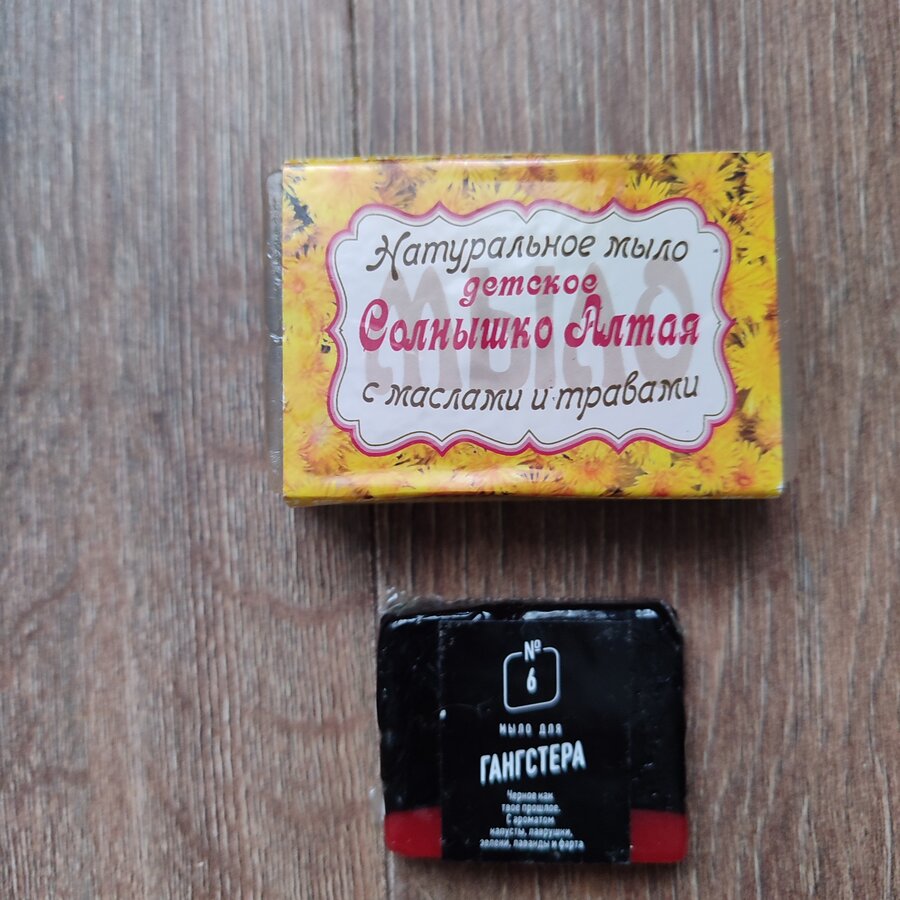 Натуральное мыло
мыло
детское
Солнышко Алтая
с маслами и травами
№
6
МЫЛО ДЛЯ
ГАНГСТЕРА
Черное как
твое прошлое.
С ароматом
капусты, лаврушки,
зелени, лаванды и фарта